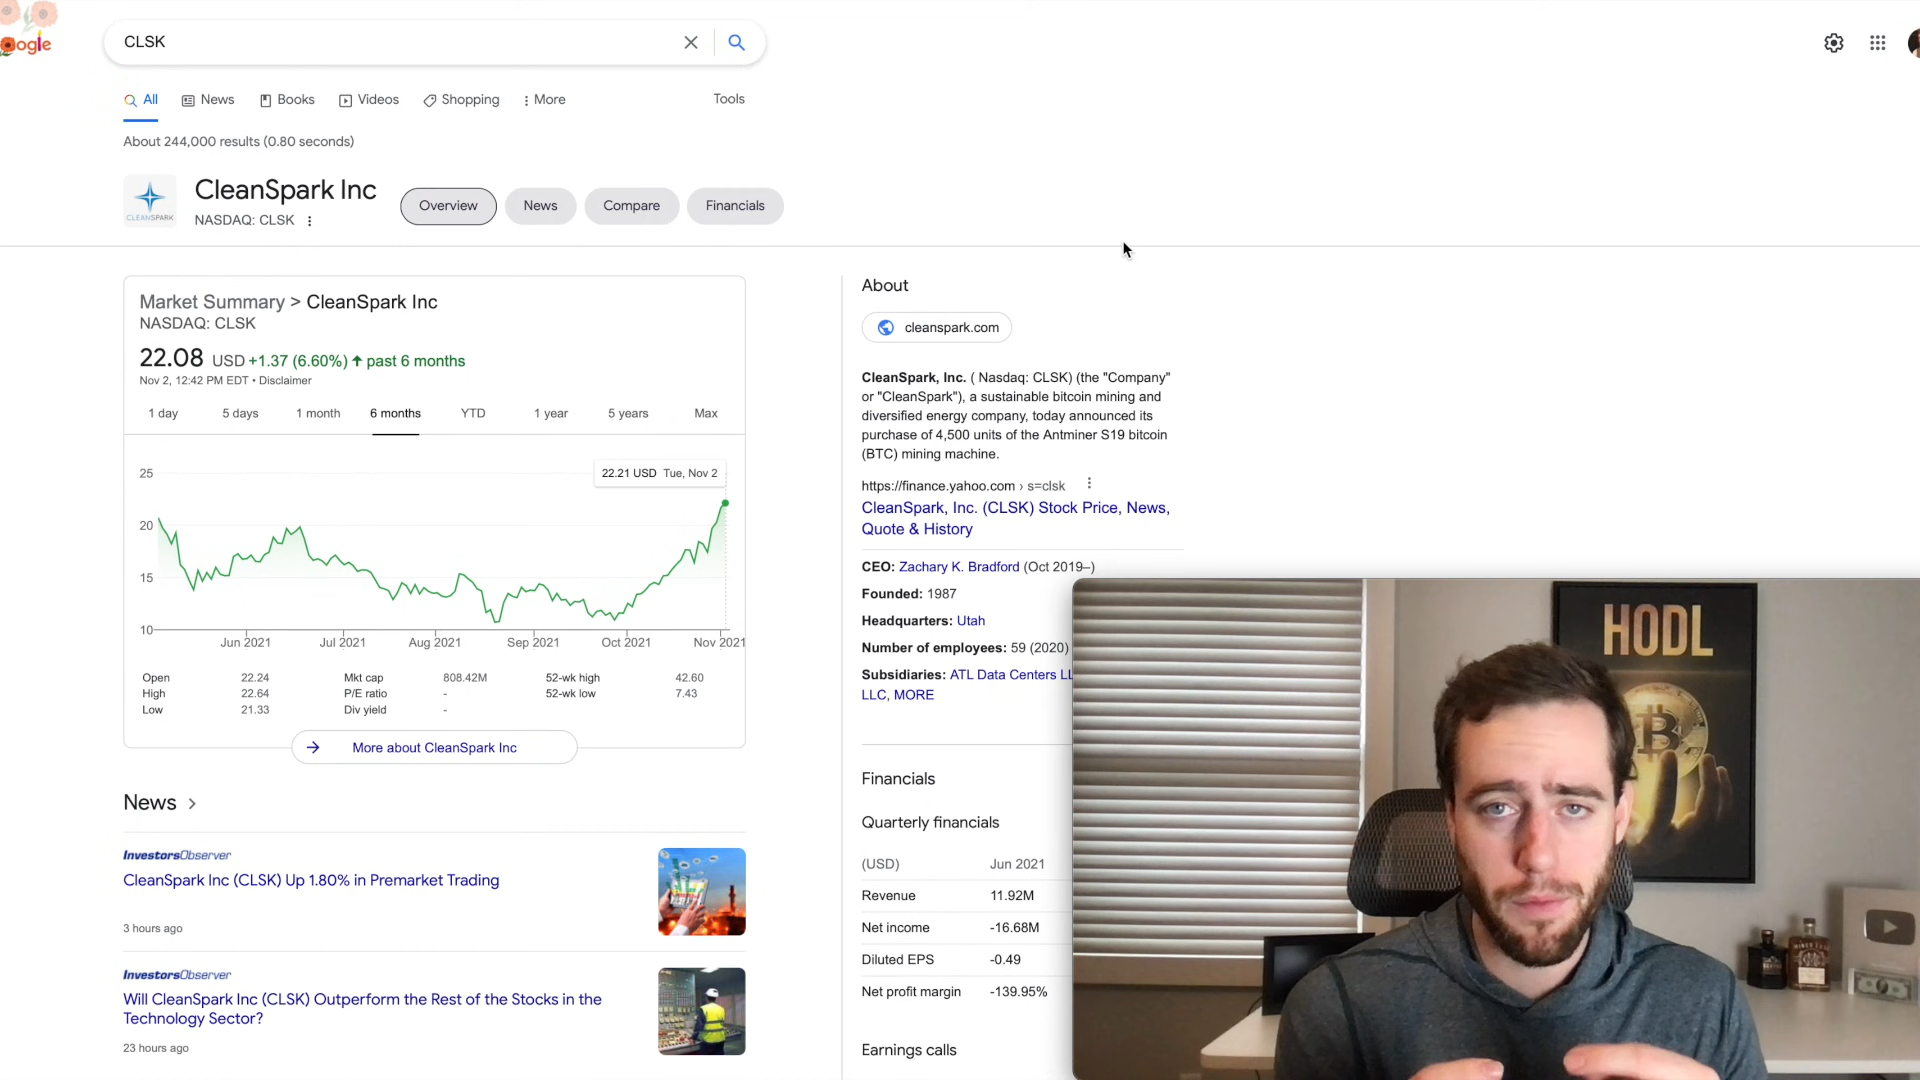 oogle
CLSK
All
News
Books
Videos
Shopping
More
Tools
About 244,000 results (0.80 seconds)
CLEANSPARK
CleanSpark Inc
NASDAQ: CLSK
Overview
News
Compare
Financials
Market Summary > CleanSpark Inc
NASDAQ: CLSK
22.08 USD +1.37 (6.60%) past 6 months
Nov 2, 12:42 PM EDT • Disclaimer
1 day
5 days
1 month
6 months
YTD
1 year
5 years
Max
22.21 USD Tue, Nov 2
25
20
15
10
Jun 2021
Jul 2021
Aug 2021
Sep 2021
Oct 2021
Nov 2021
Open 22.24 Mkt cap 808.42M 52-wk high 42.60
High 22.64 P/E ratio - 52-wk low 7.43
Low 21.33 Div yield -
More about CleanSpark Inc
News
InvestorsObserver
CleanSpark Inc (CLSK) Up 1.80% in Premarket Trading
3 hours ago
InvestorsObserver
Will CleanSpark Inc (CLSK) Outperform the Rest of the Stocks in the
Technology Sector?
23 hours ago
About
cleanspark.com
CleanSpark, Inc. ( Nasdaq: CLSK) (the "Company"
or "CleanSpark"), a sustainable bitcoin mining and
diversified energy company, today announced its
purchase of 4,500 units of the Antminer S19 bitcoin
(BTC) mining machine.
https://finance.yahoo.com › s=clsk
CleanSpark, Inc. (CLSK) Stock Price, News,
Quote & History
CEO: Zachary K. Bradford (Oct 2019–)
Founded: 1987
Headquarters: Utah
Number of employees: 59 (2020)
Subsidiaries: ATL Data Centers LL
LLC, MORE
Financials
Quarterly financials
(USD) Jun 2021
Revenue 11.92M
Net income -16.68M
Diluted EPS -0.49
Net profit margin -139.95%
Earnings calls
HODL